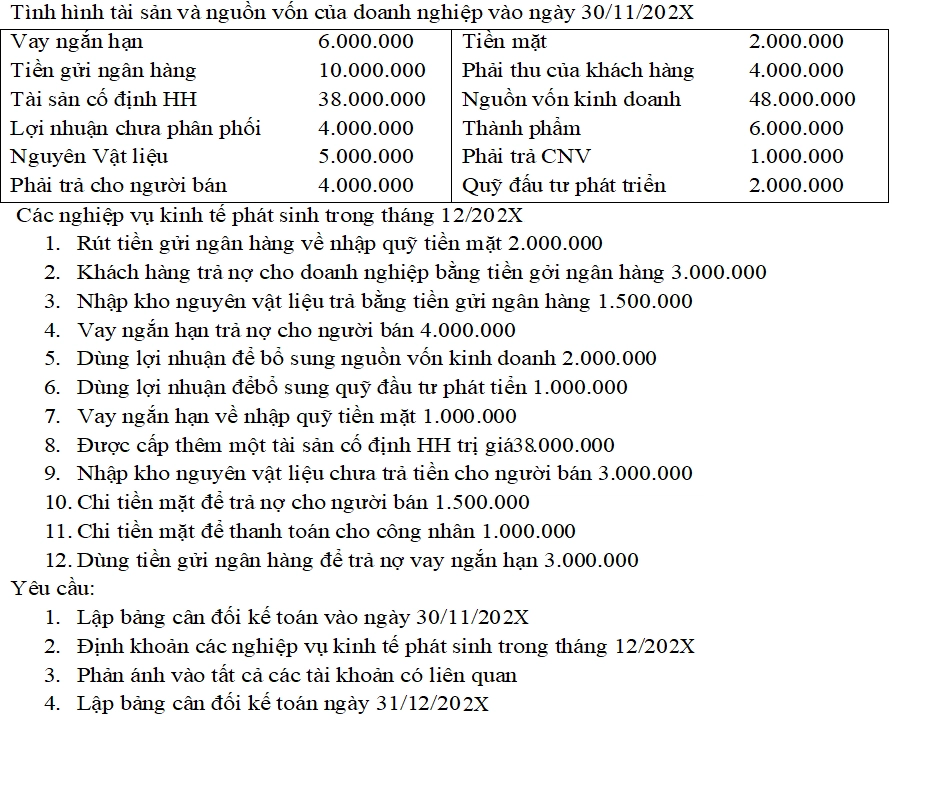 Tình hình tài sản và nguồn vốn của doanh nghiệp vào ngày 30/11/202X
Vay ngắn hạn 6.000.000 Tiền mặt 2.000.000
Tiền gửi ngân hàng 10.000.000 Phải thu của khách hàng 4.000.000
Tài sản cố định HH 38.000.000 Nguồn vốn kinh doanh 48.000.000
Lợi nhuận chưa phân phối 4.000.000 Thành phẩm 6.000.000
Nguyên Vật liệu 5.000.000 Phải trả CNV 1.000.000
Phải trả cho người bán 4.000.000 Quỹ đấu tư phát triển 2.000.000
Các nghiệp vụ kinh tế phát sinh trong tháng 12/202X
1. Rút tiền gửi ngân hàng về nhập quỹ tiền mặt 2.000.000
2. Khách hàng trả nợ cho doanh nghiệp bằng tiền gởi ngân hàng 3.000.000
3. Nhập kho nguyên vật liệu trả bằng tiền gửi ngân hàng 1.500.000
4. Vay ngắn hạn trả nợ cho người bán 4.000.000
5. Dùng lợi nhuận để bổ sung nguồn vốn kinh doanh 2.000.000
6. Dùng lợi nhuận đểbổ sung quỹ đầu tư phát tiển 1.000.000
7. Vay ngắn hạn về nhập quỹ tiền mặt 1.000.000
8. Được cấp thêm một tài sản cố định HH trị giá38.000.000
9. Nhập kho nguyên vật liệu chưa trả tiền cho người bán 3.000.000
10. Chi tiền mặt để trả nợ cho người bán 1.500.000
11. Chi tiền mặt để thanh toán cho công nhân 1.000.000
12. Dùng tiền gửi ngân hàng để trả nợ vay ngắn hạn 3.000.000
Yêu cầu:
1. Lập bảng cân đối kế toán vào ngày 30/11/202X
2. Định khoản các nghiệp vụ kinh tế phát sinh trong tháng 12/202X
3. Phản ánh vào tất cả các tài khoản có liên quan
4. Lập bảng cân đối kế toán ngày 31/12/202X